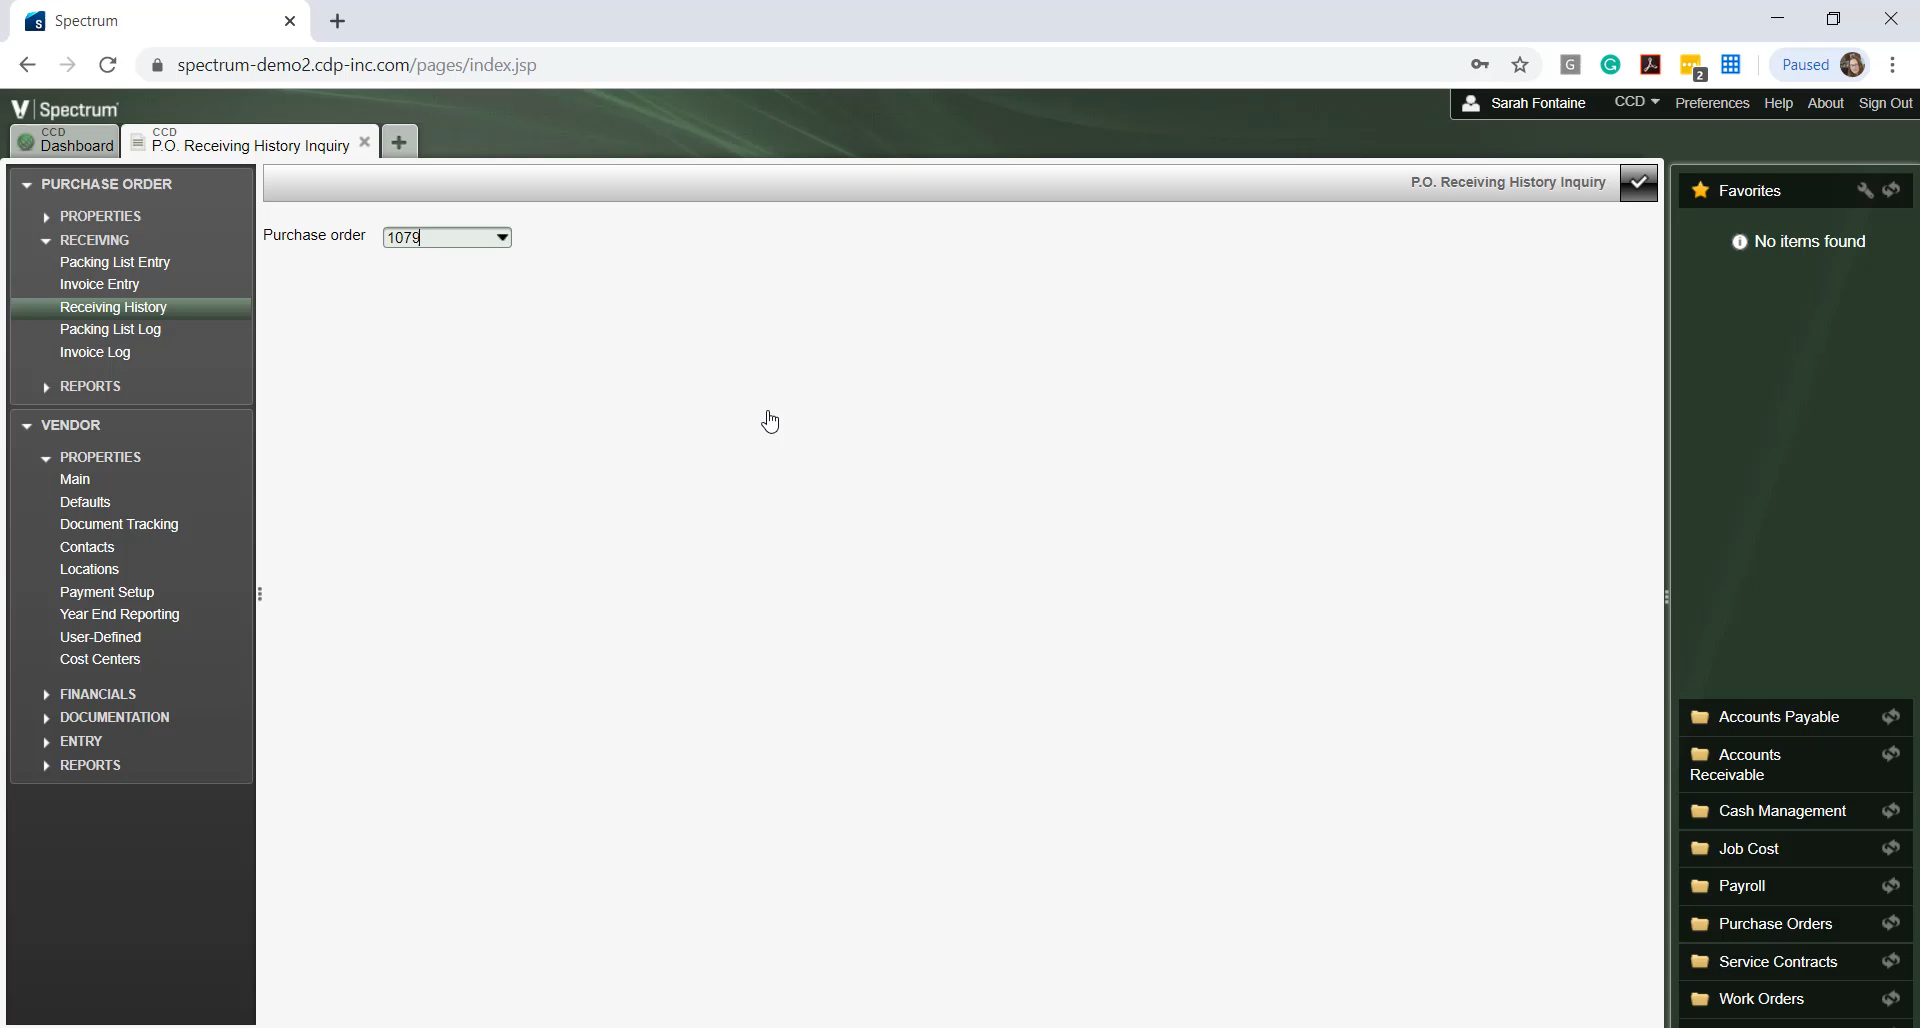 Spectrum
spectrum-demo2.cdp-inc.com/pages/index.jsp
G
2
Paused
Spectrum
Sarah Fontaine
CCD
Preferences
Help
About
Sign Out
CCD
Dashboard
CCD
P.O. Receiving History Inquiry
PURCHASE ORDER
PROPERTIES
RECEIVING
Packing List Entry
Invoice Entry
Receiving History
Packing List Log
Invoice Log
REPORTS
VENDOR
PROPERTIES
Main
Defaults
Document Tracking
Contacts
Locations
Payment Setup
Year End Reporting
User-Defined
Cost Centers
FINANCIALS
DOCUMENTATION
ENTRY
REPORTS
P.O. Receiving History Inquiry
Purchase order 1079
Favorites
No items found
Accounts Payable
Accounts
Receivable
Cash Management
Job Cost
Payroll
Purchase Orders
Service Contracts
Work Orders